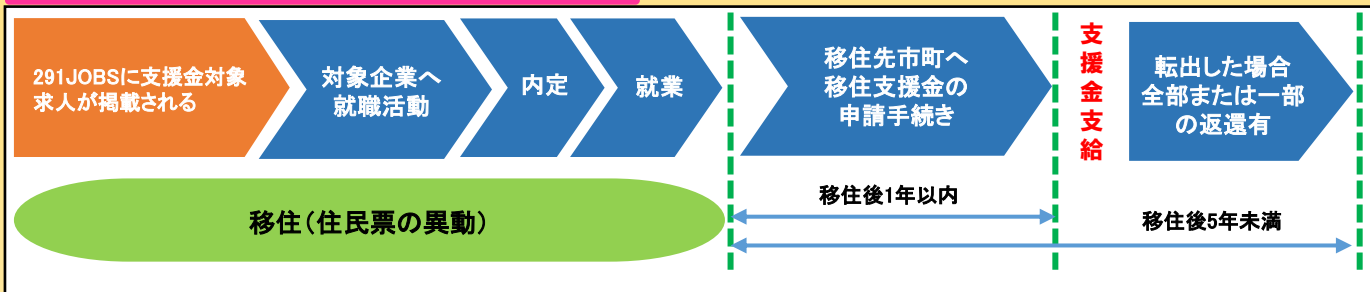 291JOBSに支援金対象
求人が掲載される
対象企業へ
就職活動
内定
就業
移住先市町へ
移住支援金の
申請手続き
支援金支給
転出した場合
全部または一部
の返還有
移住（住民票の異動）
移住後1年以内
移住後5年未満